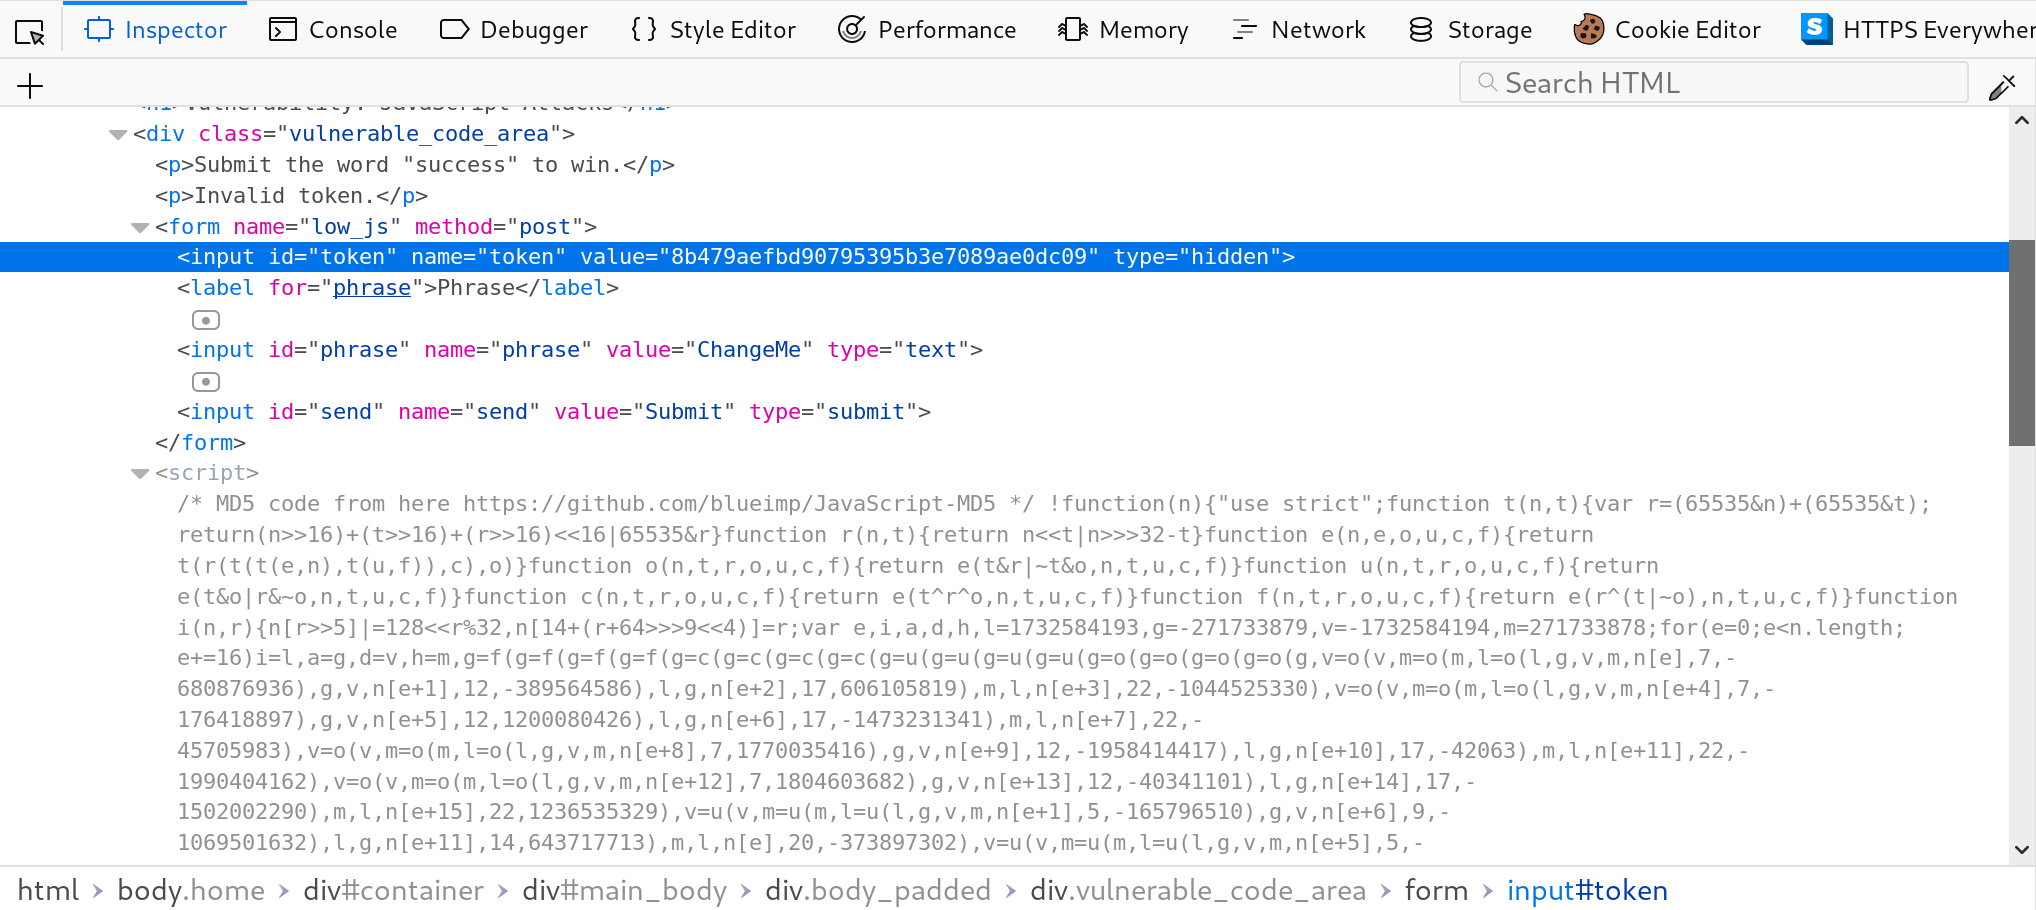 Inspector Console Debugger Style Editor Performance Memory Network Storage Cookie Editor HTTPS Everywher
Search HTML
<h1>Vulnerability: JavaScript Attacks</h1>
<div class="vulnerable_code_area">
<p>Submit the word "success" to win.</p>
<p>Invalid token.</p>
<form name="low_js" method="post">
<input id="token" name="token" value="8b479aefbd90795395b3e7089ae0dc09" type="hidden">
<label for="phrase">Phrase</label>
<input id="phrase" name="phrase" value="ChangeMe" type="text">
<input id="send" name="send" value="Submit" type="submit">
</form>
<script>
/* MD5 code from here https://github.com/blueimp/JavaScript-MD5 */ !function(n){"use strict";function t(n,t){var r=(65535&n)+(65535&t);
return(n>>16)+(t>>16)+(r>>16)<<16|65535&r}function r(n,t){return n<<t|n>>>32-t}function e(n,e,o,u,c,f){return
t(r(t(t(e,n),t(u,f)),c),o)}function o(n,t,r,o,u,c,f){return e(t&r|~t&o,n,t,u,c,f)}function u(n,t,r,o,u,c,f){return
e(t&o|r&~o,n,t,u,c,f)}function c(n,t,r,o,u,c,f){return e(t^r^o,n,t,u,c,f)}function f(n,t,r,o,u,c,f){return e(r^(t|~o),n,t,u,c,f)}function
i(n,r){n[r>>5]|=128<<r%32,n[14+(r+64>>>9<<4)]=r;var e,i,a,d,h,l=1732584193,g=-271733879,v=-1732584194,m=271733878;for(e=0;e<n.length;
e+=16)i=l,a=g,d=v,h=m,g=f(g=f(g=f(g=f(g=c(g=c(g=c(g=c(g=u(g=u(g=u(g=u(g=o(g=o(g=o(g=o(g,v=o(v,m=o(m,l=o(l,g,v,m,n[e],7,-
680876936),g,v,n[e+1],12,-389564586),l,g,n[e+2],17,606105819),m,l,n[e+3],22,-1044525330),v=o(v,m=o(m,l=o(l,g,v,m,n[e+4],7,-
176418897),g,v,n[e+5],12,1200080426),l,g,n[e+6],17,-1473231341),m,l,n[e+7],22,-
45705983),v=o(v,m=o(m,l=o(l,g,v,m,n[e+8],7,1770035416),g,v,n[e+9],12,-1958414417),l,g,n[e+10],17,-42063),m,l,n[e+11],22,-
1990404162),v=o(v,m=o(m,l=o(l,g,v,m,n[e+12],7,1804603682),g,v,n[e+13],12,-40341101),l,g,n[e+14],17,-
1502002290),m,l,n[e+15],22,1236535329),v=u(v,m=u(m,l=u(l,g,v,m,n[e+1],5,-165796510),g,v,n[e+6],9,-
1069501632),l,g,n[e+11],14,643717713),m,l,n[e],20,-373897302),v=u(v,m=u(m,l=u(l,g,v,m,n[e+5],5,-
html > body.home > div#container > div#main_body > div.body_padded > div.vulnerable_code_area > form > input#token